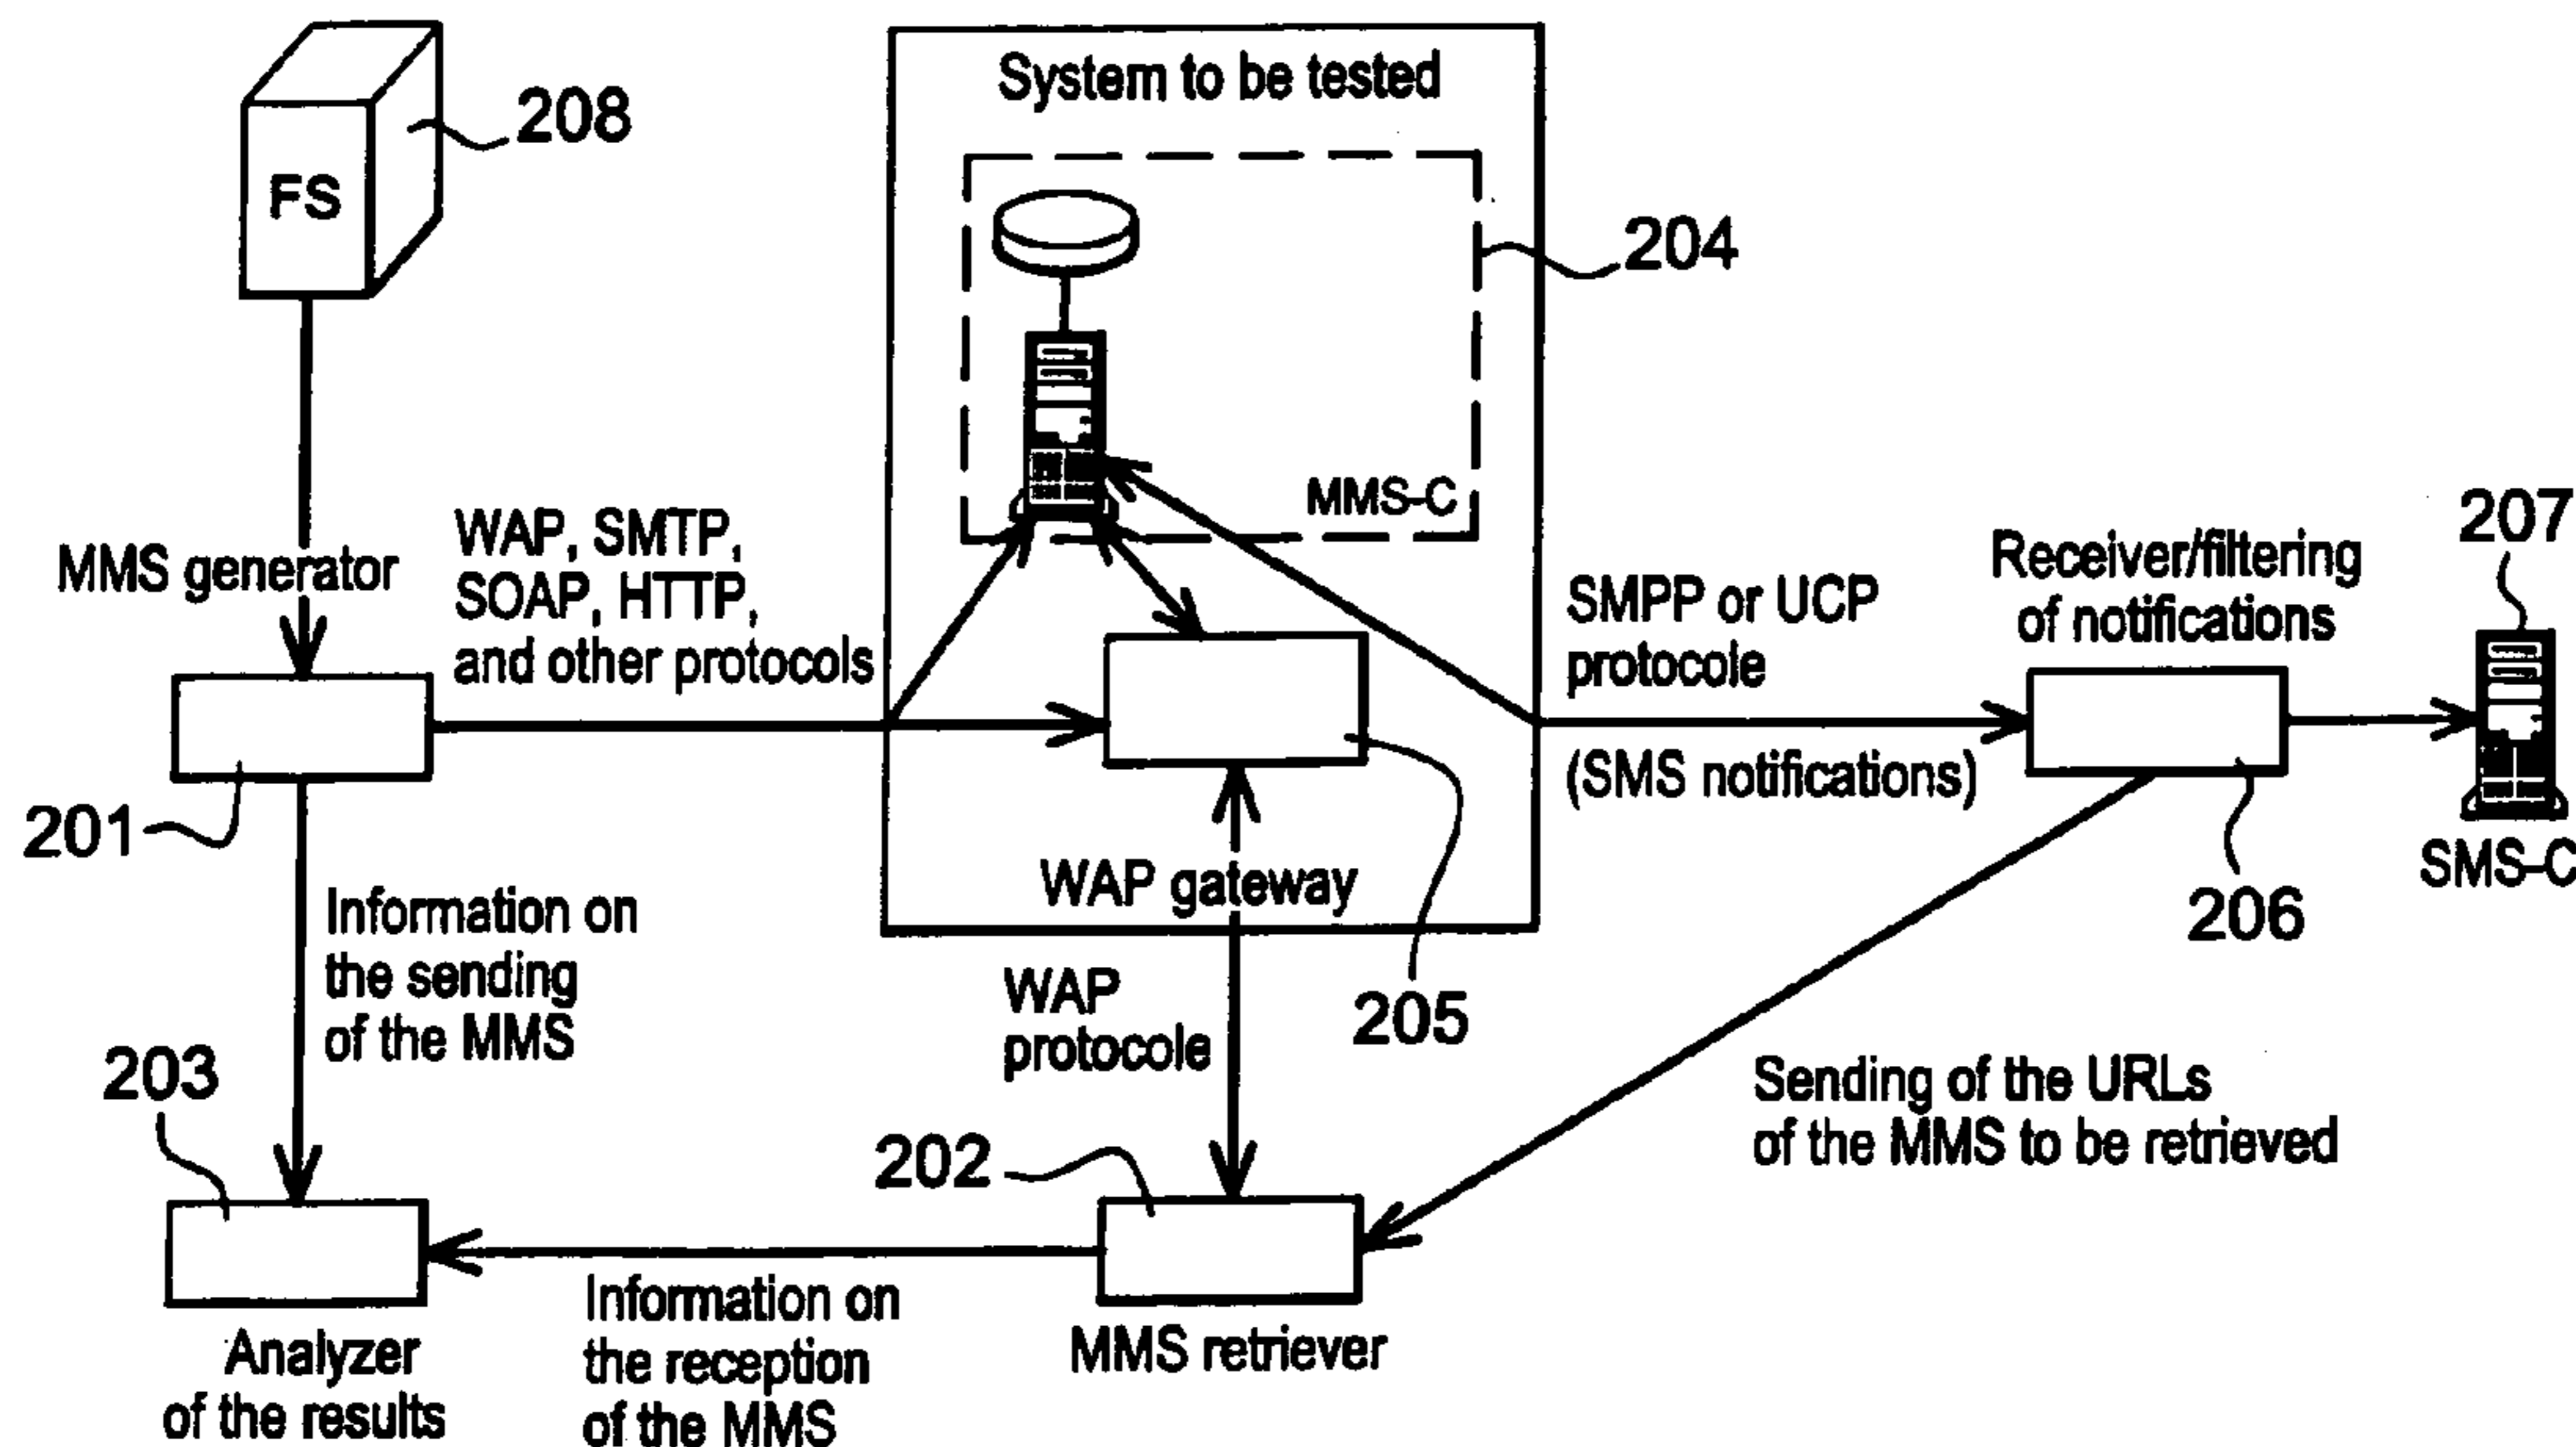 FS
208
System to be tested
204
MMS-C
MMS generator
WAP, SMTP,
SOAP, HTTP,
and other protocols
201
SMPP or UCP
protocole
(SMS notifications)
Receiver/filtering
of notifications
207
SMS-C
206
WAP gateway
205
Information on
the sending
of the MMS
WAP
protocole
203
202
Sending of the URLs
of the MMS to be retrieved
Analyzer
of the results
Information on
the reception
of the MMS
MMS retriever